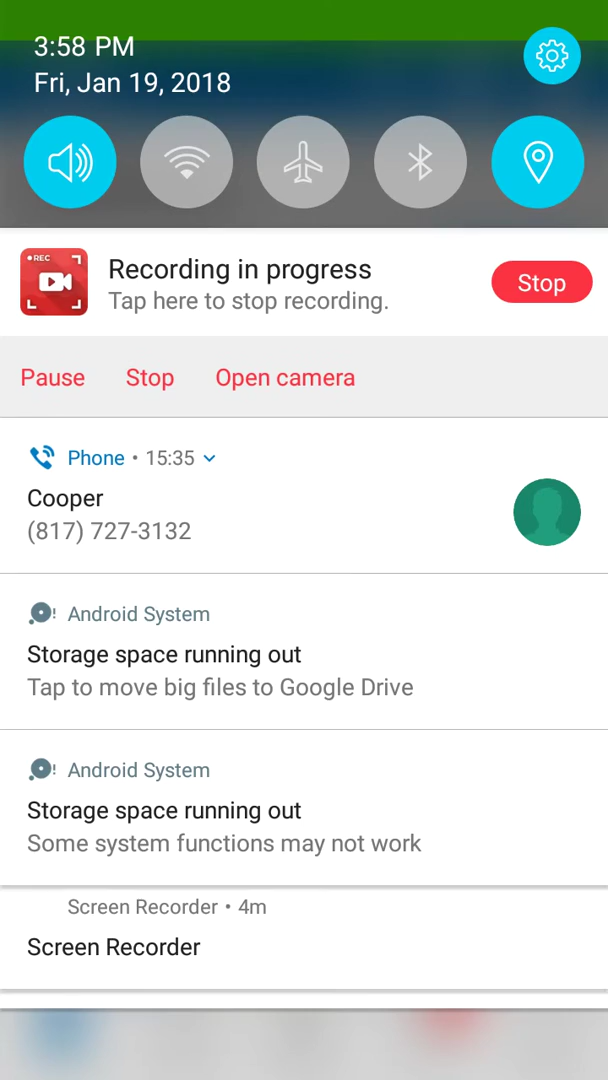 3:58 PM
Fri, Jan 19, 2018
REC
Recording in progress
Tap here to stop recording.
Stop
Pause Stop Open camera
Phone • 15:35
Cooper
(817) 727-3132
Android System
Storage space running out
Tap to move big files to Google Drive
Android System
Storage space running out
Some system functions may not work
Screen Recorder • 4m
Screen Recorder